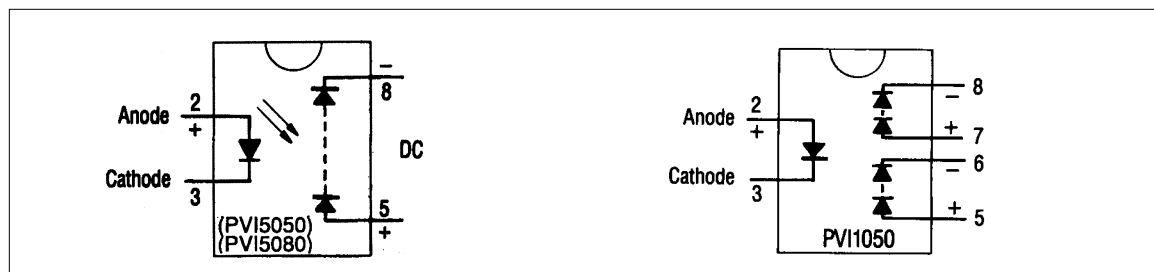 Anode
2
+
Cathode
3
−
8
DC
5
+
(PVI5050)
(PVI5080)
Anode
2
+
Cathode
3
8
−
+
7
6
−
+
5
PVI1050